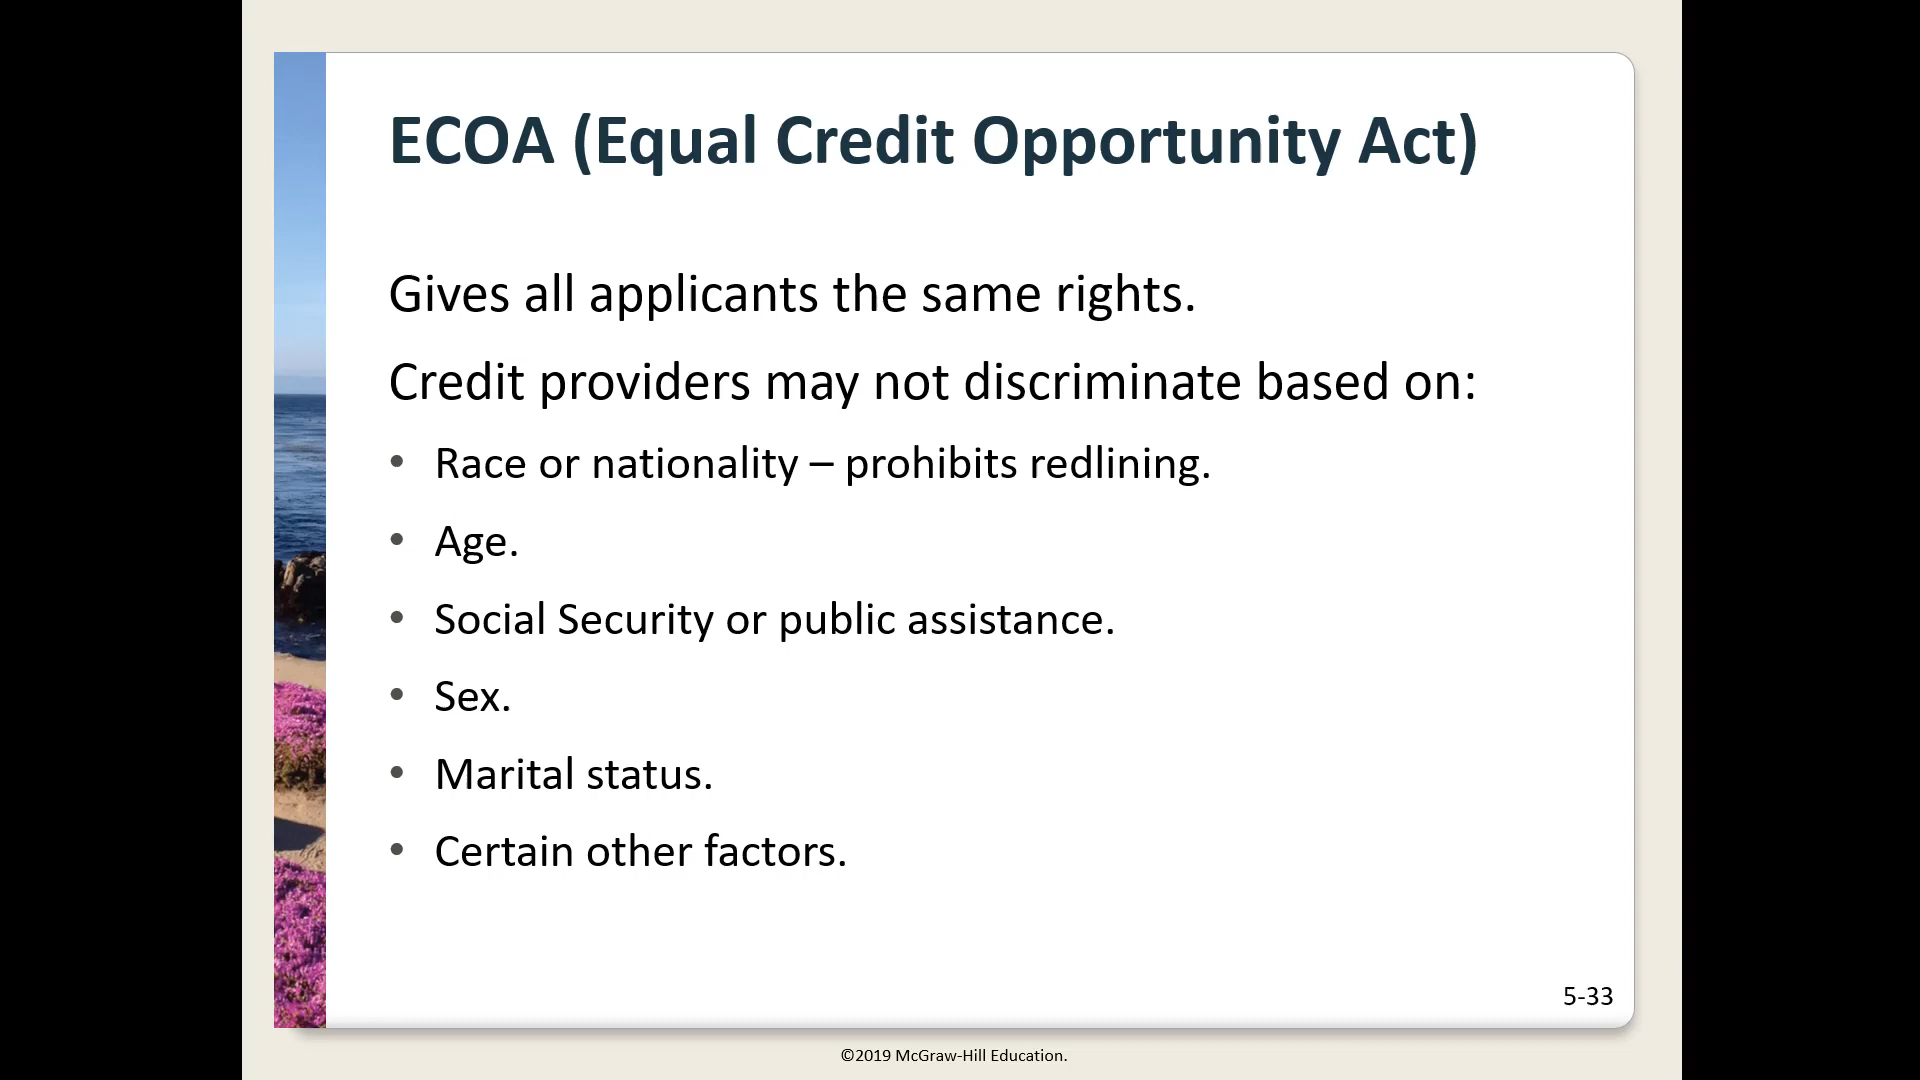 ECOA (Equal Credit Opportunity Act)
Gives all applicants the same rights.
Credit providers may not discriminate based on:
• Race or nationality – prohibits redlining.
• Age.
• Social Security or public assistance.
• Sex.
• Marital status.
• Certain other factors.
5-33
©2019 McGraw-Hill Education.